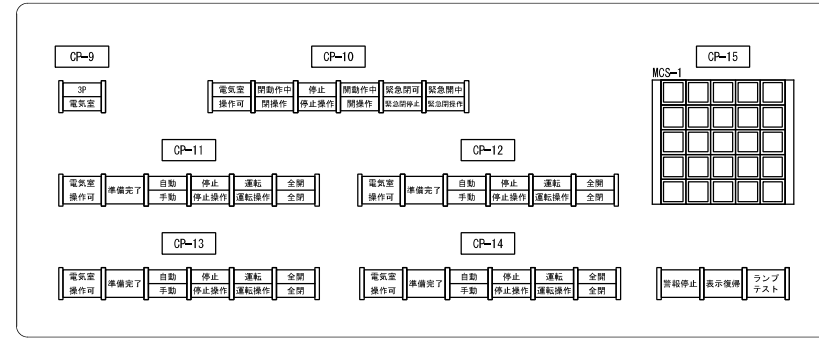 CP-9
CP-10
CP-15
MCS-1
3P
電気室
電気室 閉動作中 停止 開動作中 緊急閉可 緊急閉中
操作可 閉操作 停止操作 開操作 緊急閉停止 緊急閉操作
CP-11
CP-12
電気室 準備完了 自動 停止 運転 全開
操作可 手動 停止操作 運転操作 全閉
電気室 準備完了 自動 停止 運転 全開
操作可 手動 停止操作 運転操作 全閉
CP-13
CP-14
電気室 準備完了 自動 停止 運転 全開
操作可 手動 停止操作 運転操作 全閉
電気室 準備完了 自動 停止 運転 全開
操作可 手動 停止操作 運転操作 全閉
警報停止 表示復帰 ランプ
テスト